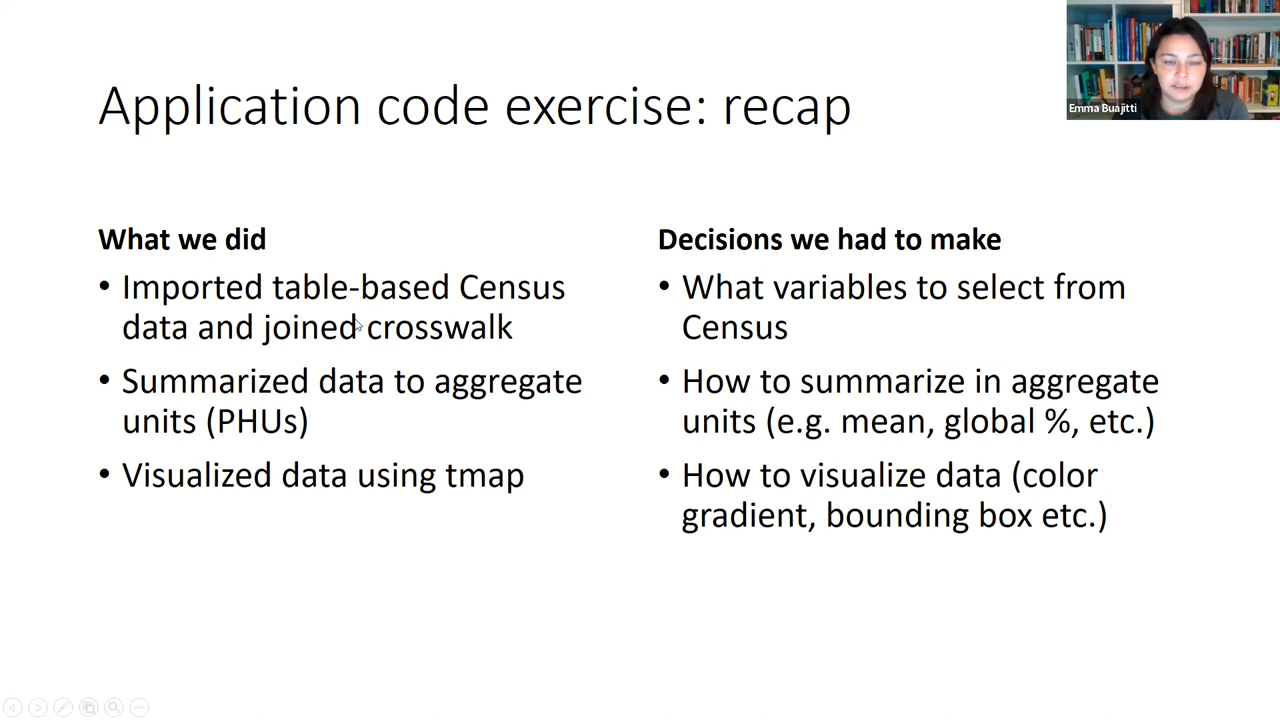 Application code exercise: recap
Emma Buajitti
What we did
• Imported table-based Census
data and joined crosswalk
• Summarized data to aggregate
units (PHUs)
• Visualized data using tmap
Decisions we had to make
• What variables to select from
Census
• How to summarize in aggregate
units (e.g. mean, global %, etc.)
• How to visualize data (color
gradient, bounding box etc.)